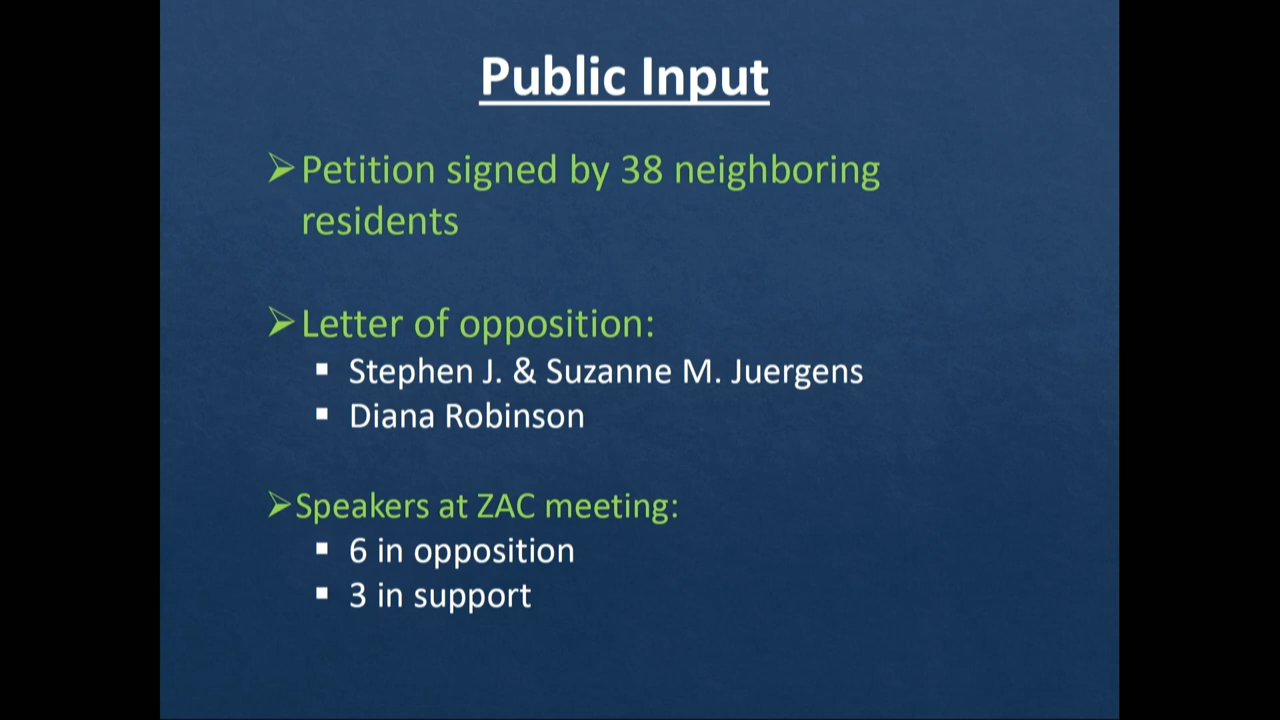 Public Input
➢Petition signed by 38 neighboring
residents
➢Letter of opposition:
▪ Stephen J. & Suzanne M. Juergens
▪ Diana Robinson
➢Speakers at ZAC meeting:
▪ 6 in opposition
▪ 3 in support